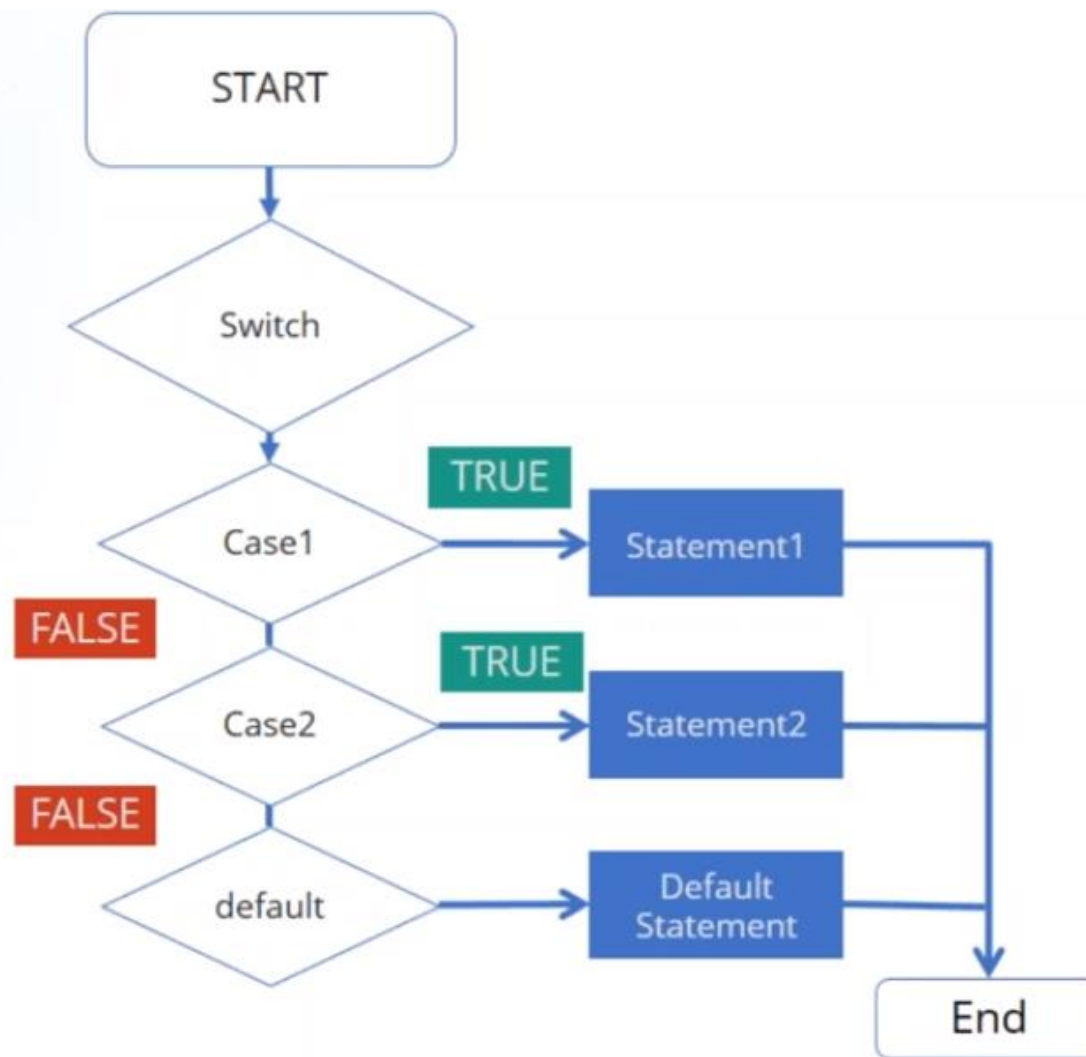 START
Switch
TRUE
Case1
Statement1
FALSE
TRUE
Case2
Statement2
FALSE
default
Default
Statement
End